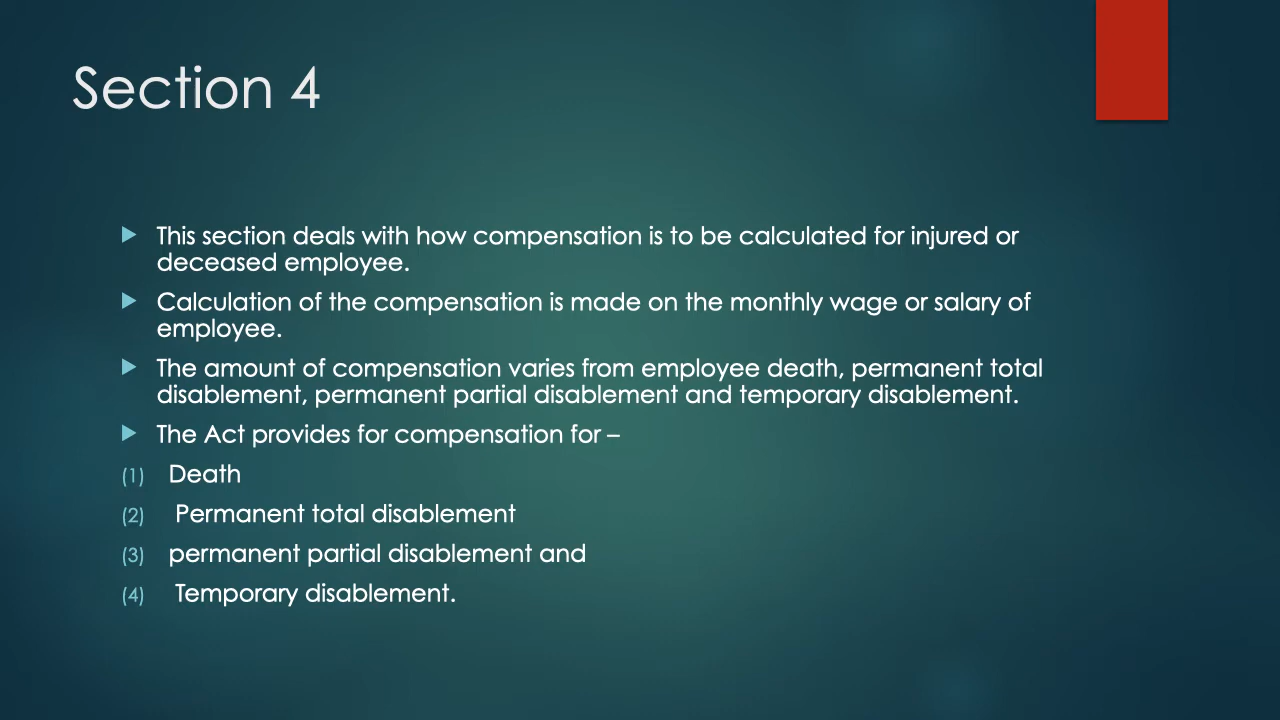 Section 4
This section deals with how compensation is to be calculated for injured or
deceased employee.
Calculation of the compensation is made on the monthly wage or salary of
employee.
The amount of compensation varies from employee death, permanent total
disablement, permanent partial disablement and temporary disablement.
The Act provides for compensation for –
(1) Death
(2) Permanent total disablement
(3) permanent partial disablement and
(4) Temporary disablement.